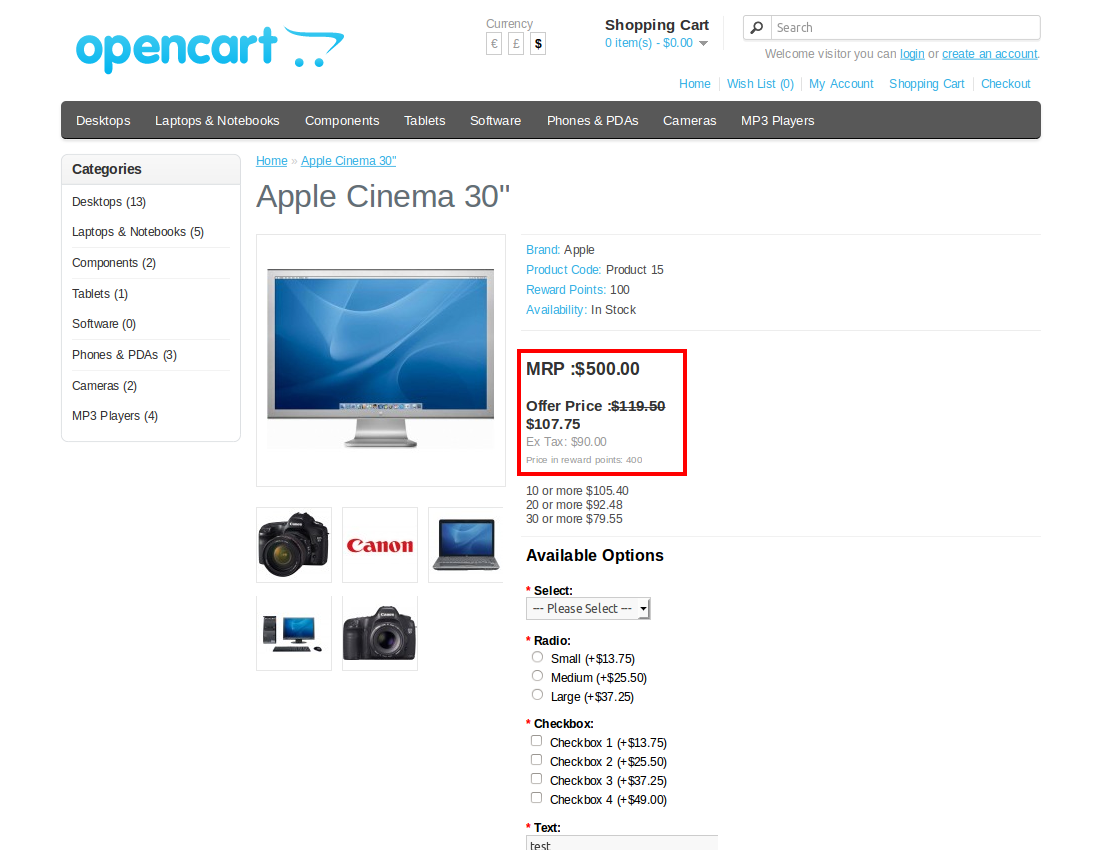 opencart
Currency
€ £ $
Shopping Cart
0 item(s) - $0.00
Search
Welcome visitor you can login or create an account.
Home
Wish List (0)
My Account
Shopping Cart
Checkout
Desktops
Laptops & Notebooks
Components
Tablets
Software
Phones & PDAs
Cameras
MP3 Players
Categories
Desktops (13)
Laptops & Notebooks (5)
Components (2)
Tablets (1)
Software (0)
Phones & PDAs (3)
Cameras (2)
MP3 Players (4)
Home » Apple Cinema 30"
Apple Cinema 30"
Canon
Brand: Apple
Product Code: Product 15
Reward Points: 100
Availability: In Stock
MRP :$500.00
Offer Price :$119.50
$107.75
Ex Tax: $90.00
Price in reward points: 400
10 or more $105.40
20 or more $92.48
30 or more $79.55
Available Options
* Select:
--- Please Select ---
* Radio:
Small (+$13.75)
Medium (+$25.50)
Large (+$37.25)
* Checkbox:
Checkbox 1 (+$13.75)
Checkbox 2 (+$25.50)
Checkbox 3 (+$37.25)
Checkbox 4 (+$49.00)
* Text:
test